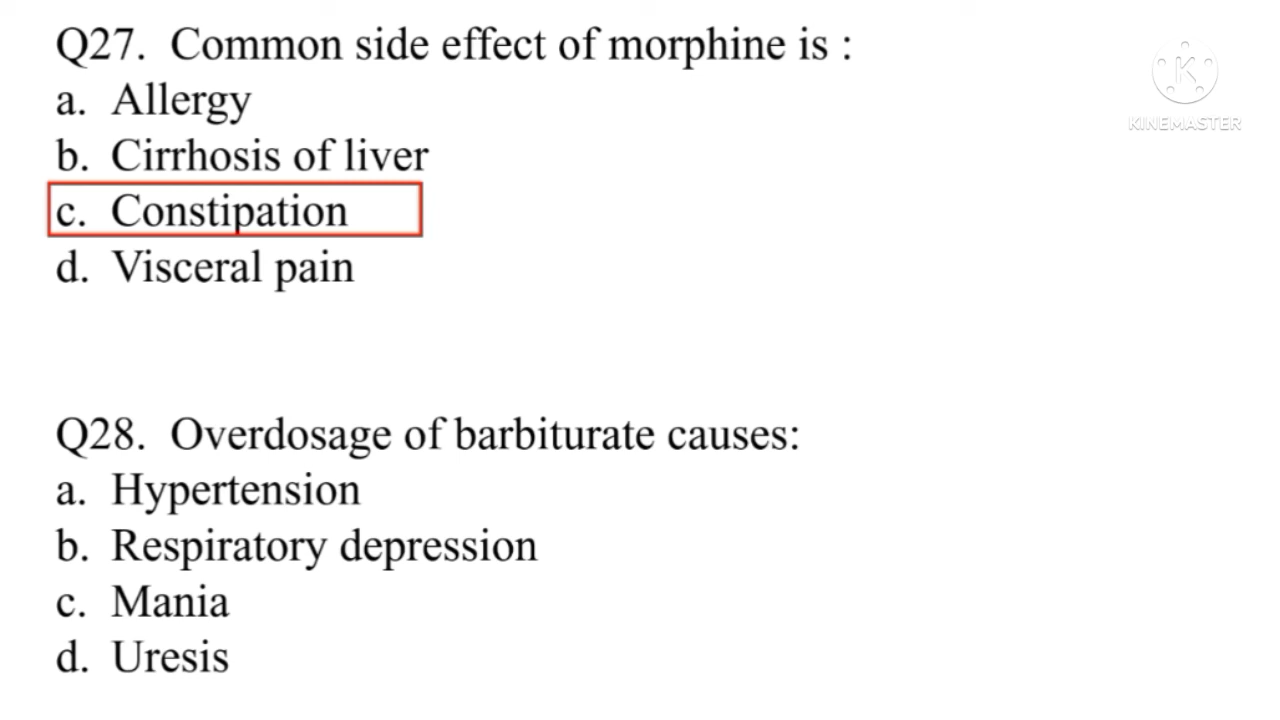 Q27. Common side effect of morphine is :
a. Allergy
b. Cirrhosis of liver
c. Constipation
d. Visceral pain
K
KINEMASTER
Q28. Overdosage of barbiturate causes:
a. Hypertension
b. Respiratory depression
c. Mania
d. Uresis